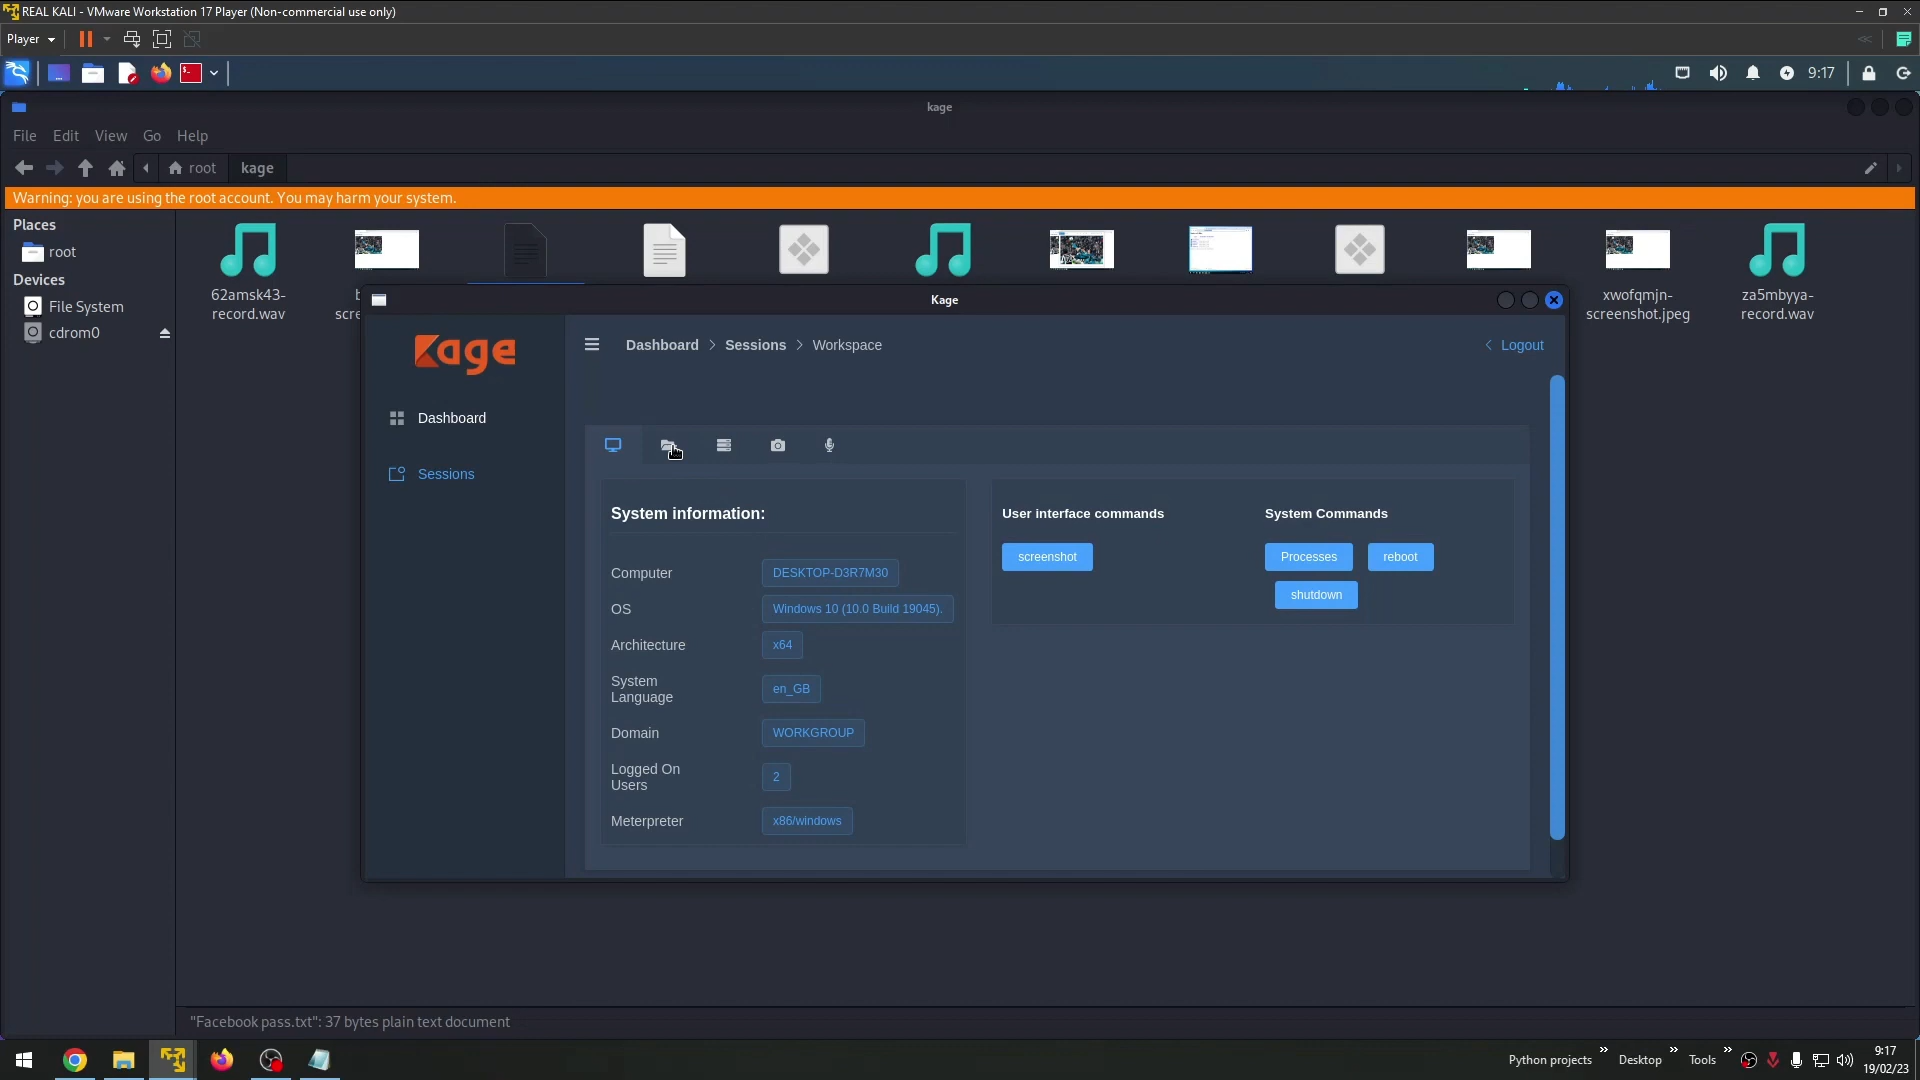 REAL KALI - VMware Workstation 17 Player (Non-commercial use only)
Player
9:17
kage
File Edit View Go Help
root kage
Warning: you are using the root account. You may harm your system.
Places
root
Devices
File System
cdrom0
62amsk43-
record.wav
xwofqmjn-
screenshot.jpeg
za5mbyya-
record.wav
Kage
Kage
Dashboard > Sessions > Workspace
Logout
Dashboard
Sessions
System information:
Computer DESKTOP-D3R7M30
OS Windows 10 (10.0 Build 19045).
Architecture x64
System
Language
en_GB
Domain WORKGROUP
Logged On
Users
2
Meterpreter x86/windows
User interface commands
screenshot
System Commands
Processes reboot
shutdown
"Facebook pass.txt": 37 bytes plain text document
Python projects
Desktop
Tools
9:17
19/02/23